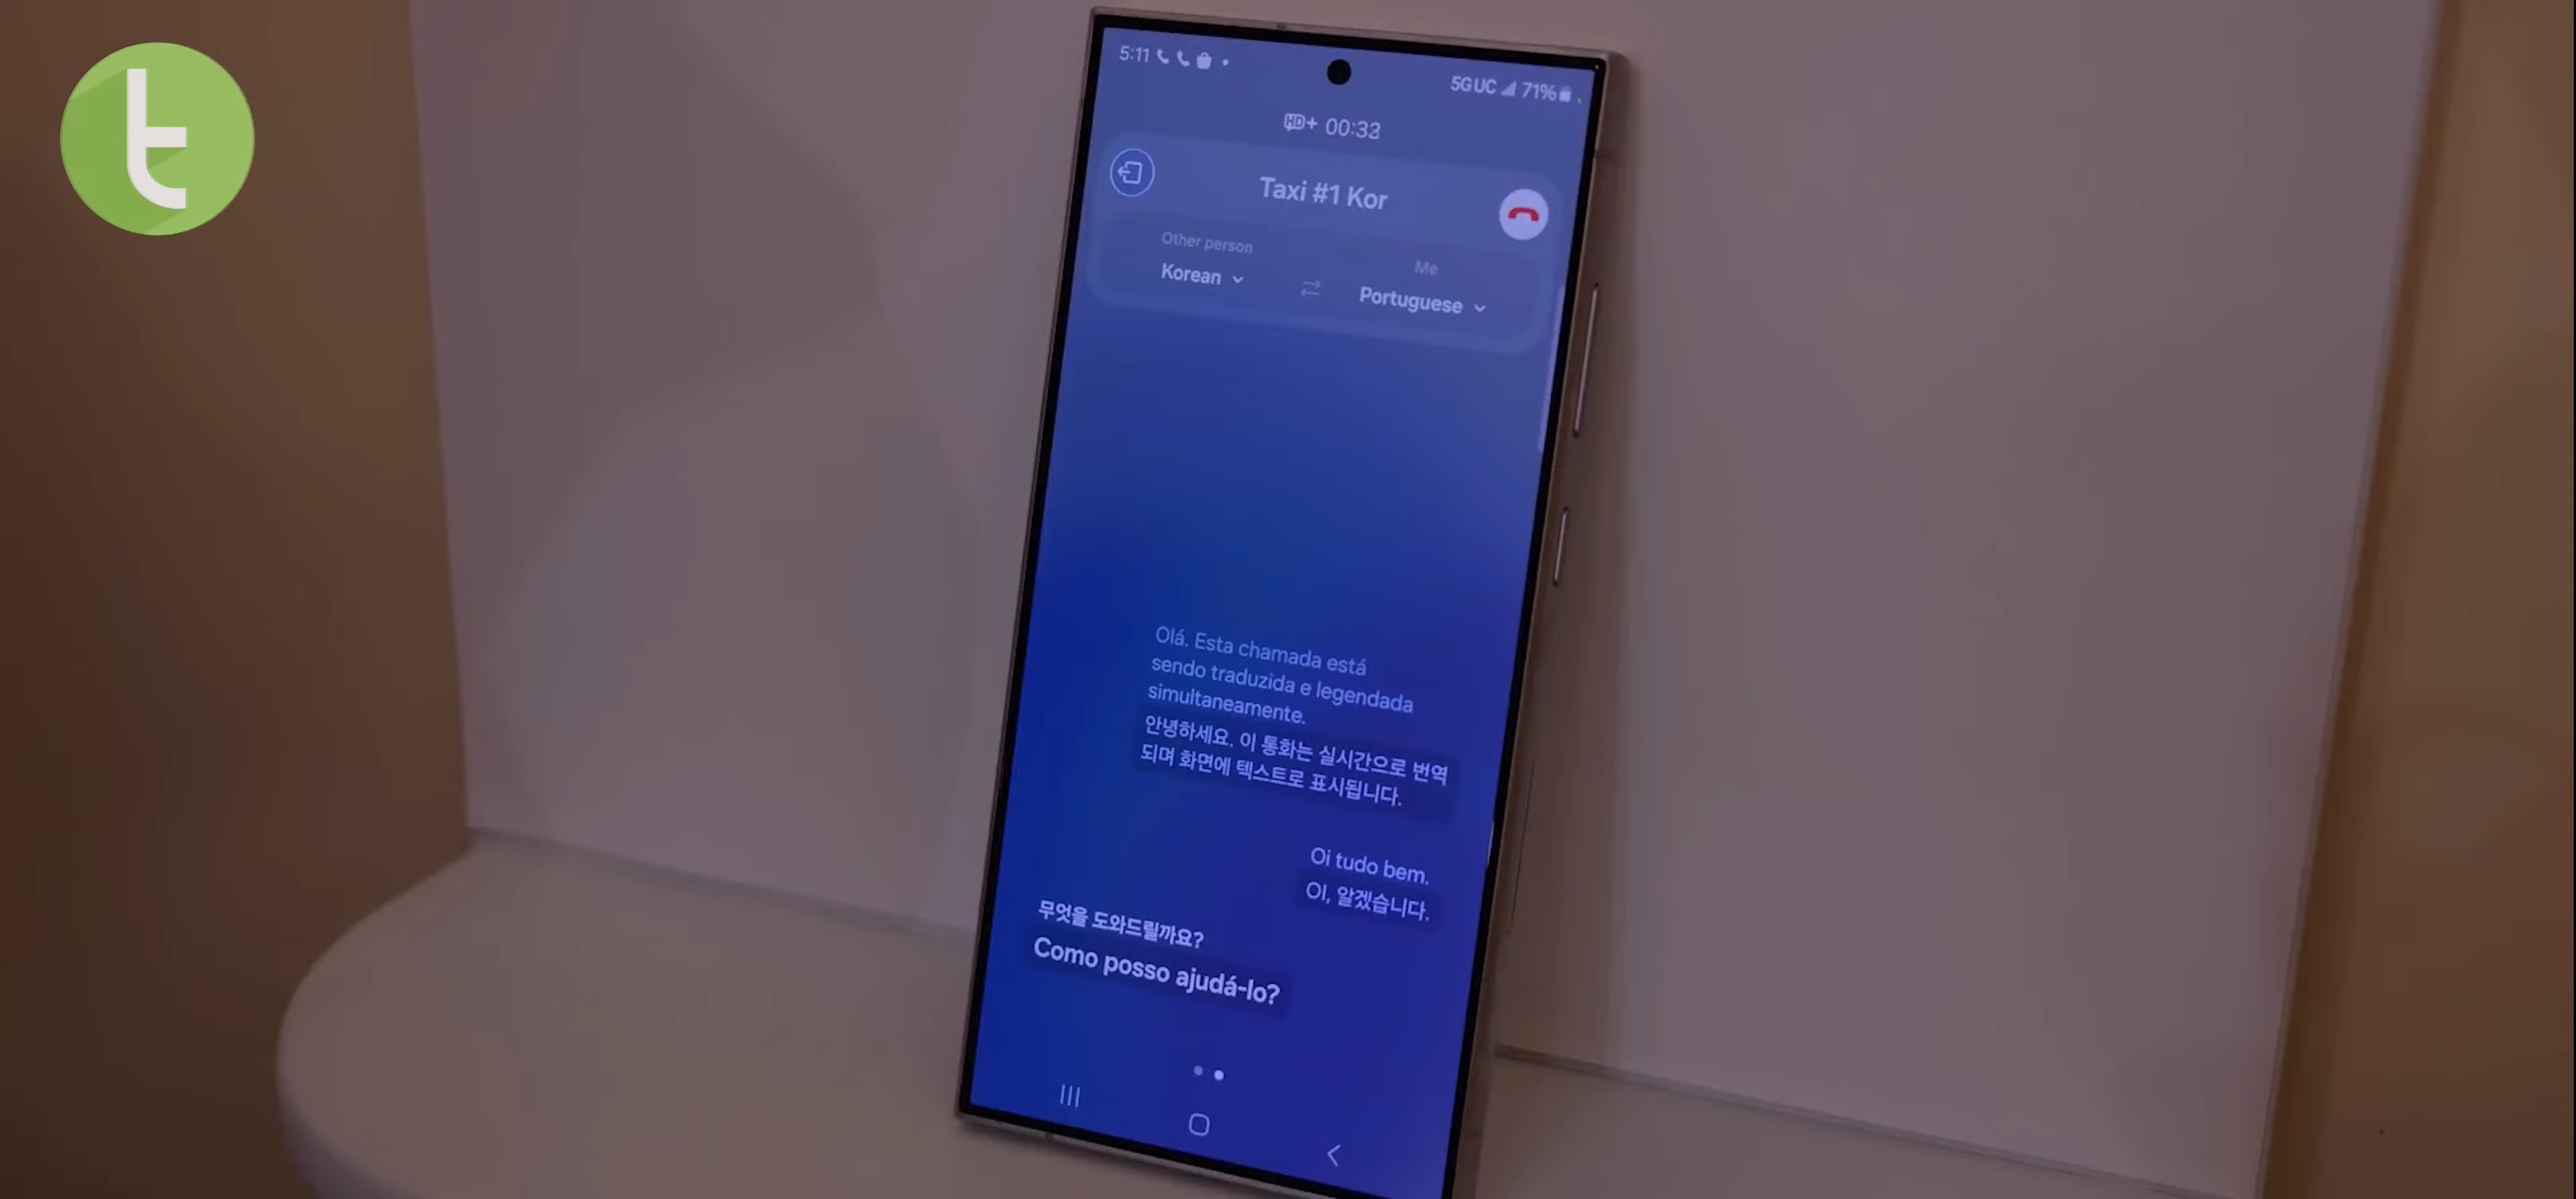 t
5:11
5G UC 71%
HD+ 00:33
Taxi #1 Kor
Other person
Me
Korean
Portuguese
Olá. Esta chamada está
sendo traduzida e legendada
simultaneamente.
안녕하세요. 이 통화는 실시간으로 번역
되며 화면에 텍스트로 표시됩니다.
Oi tudo bem.
OI, 알겠습니다.
무엇을 도와드릴까요?
Como posso ajudá-lo?